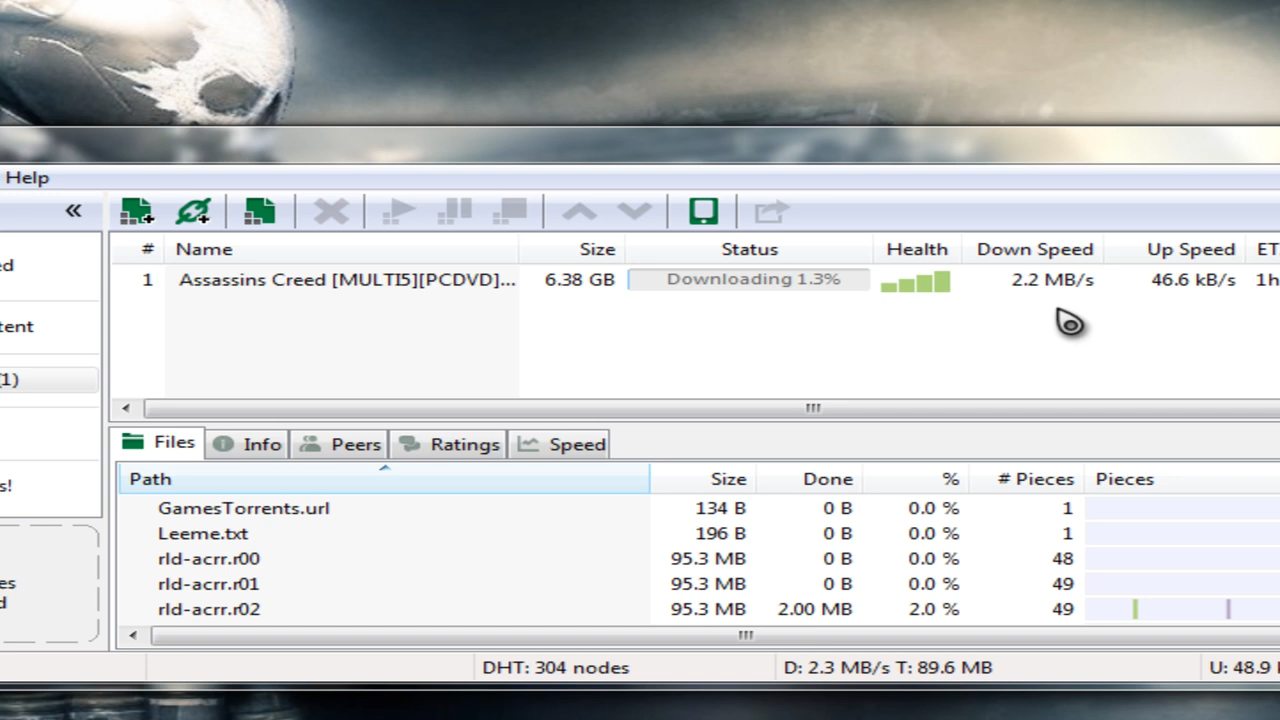 Help
«
ed
tent
(1)
s!
es
d
# Name Size Status Health Down Speed Up Speed ET
1 Assassins Creed [MULTI5][PCDVD]... 6.38 GB Downloading 1.3% 2.2 MB/s 46.6 kB/s 1h
Files Info Peers Ratings Speed
Path Size Done % # Pieces Pieces
GamesTorrents.url 134 B 0 B 0.0 % 1
Leeme.txt 196 B 0 B 0.0 % 1
rld-acrr.r00 95.3 MB 0 B 0.0 % 48
rld-acrr.r01 95.3 MB 0 B 0.0 % 49
rld-acrr.r02 95.3 MB 2.00 MB 2.0 % 49
DHT: 304 nodes D: 2.3 MB/s T: 89.6 MB U: 48.9